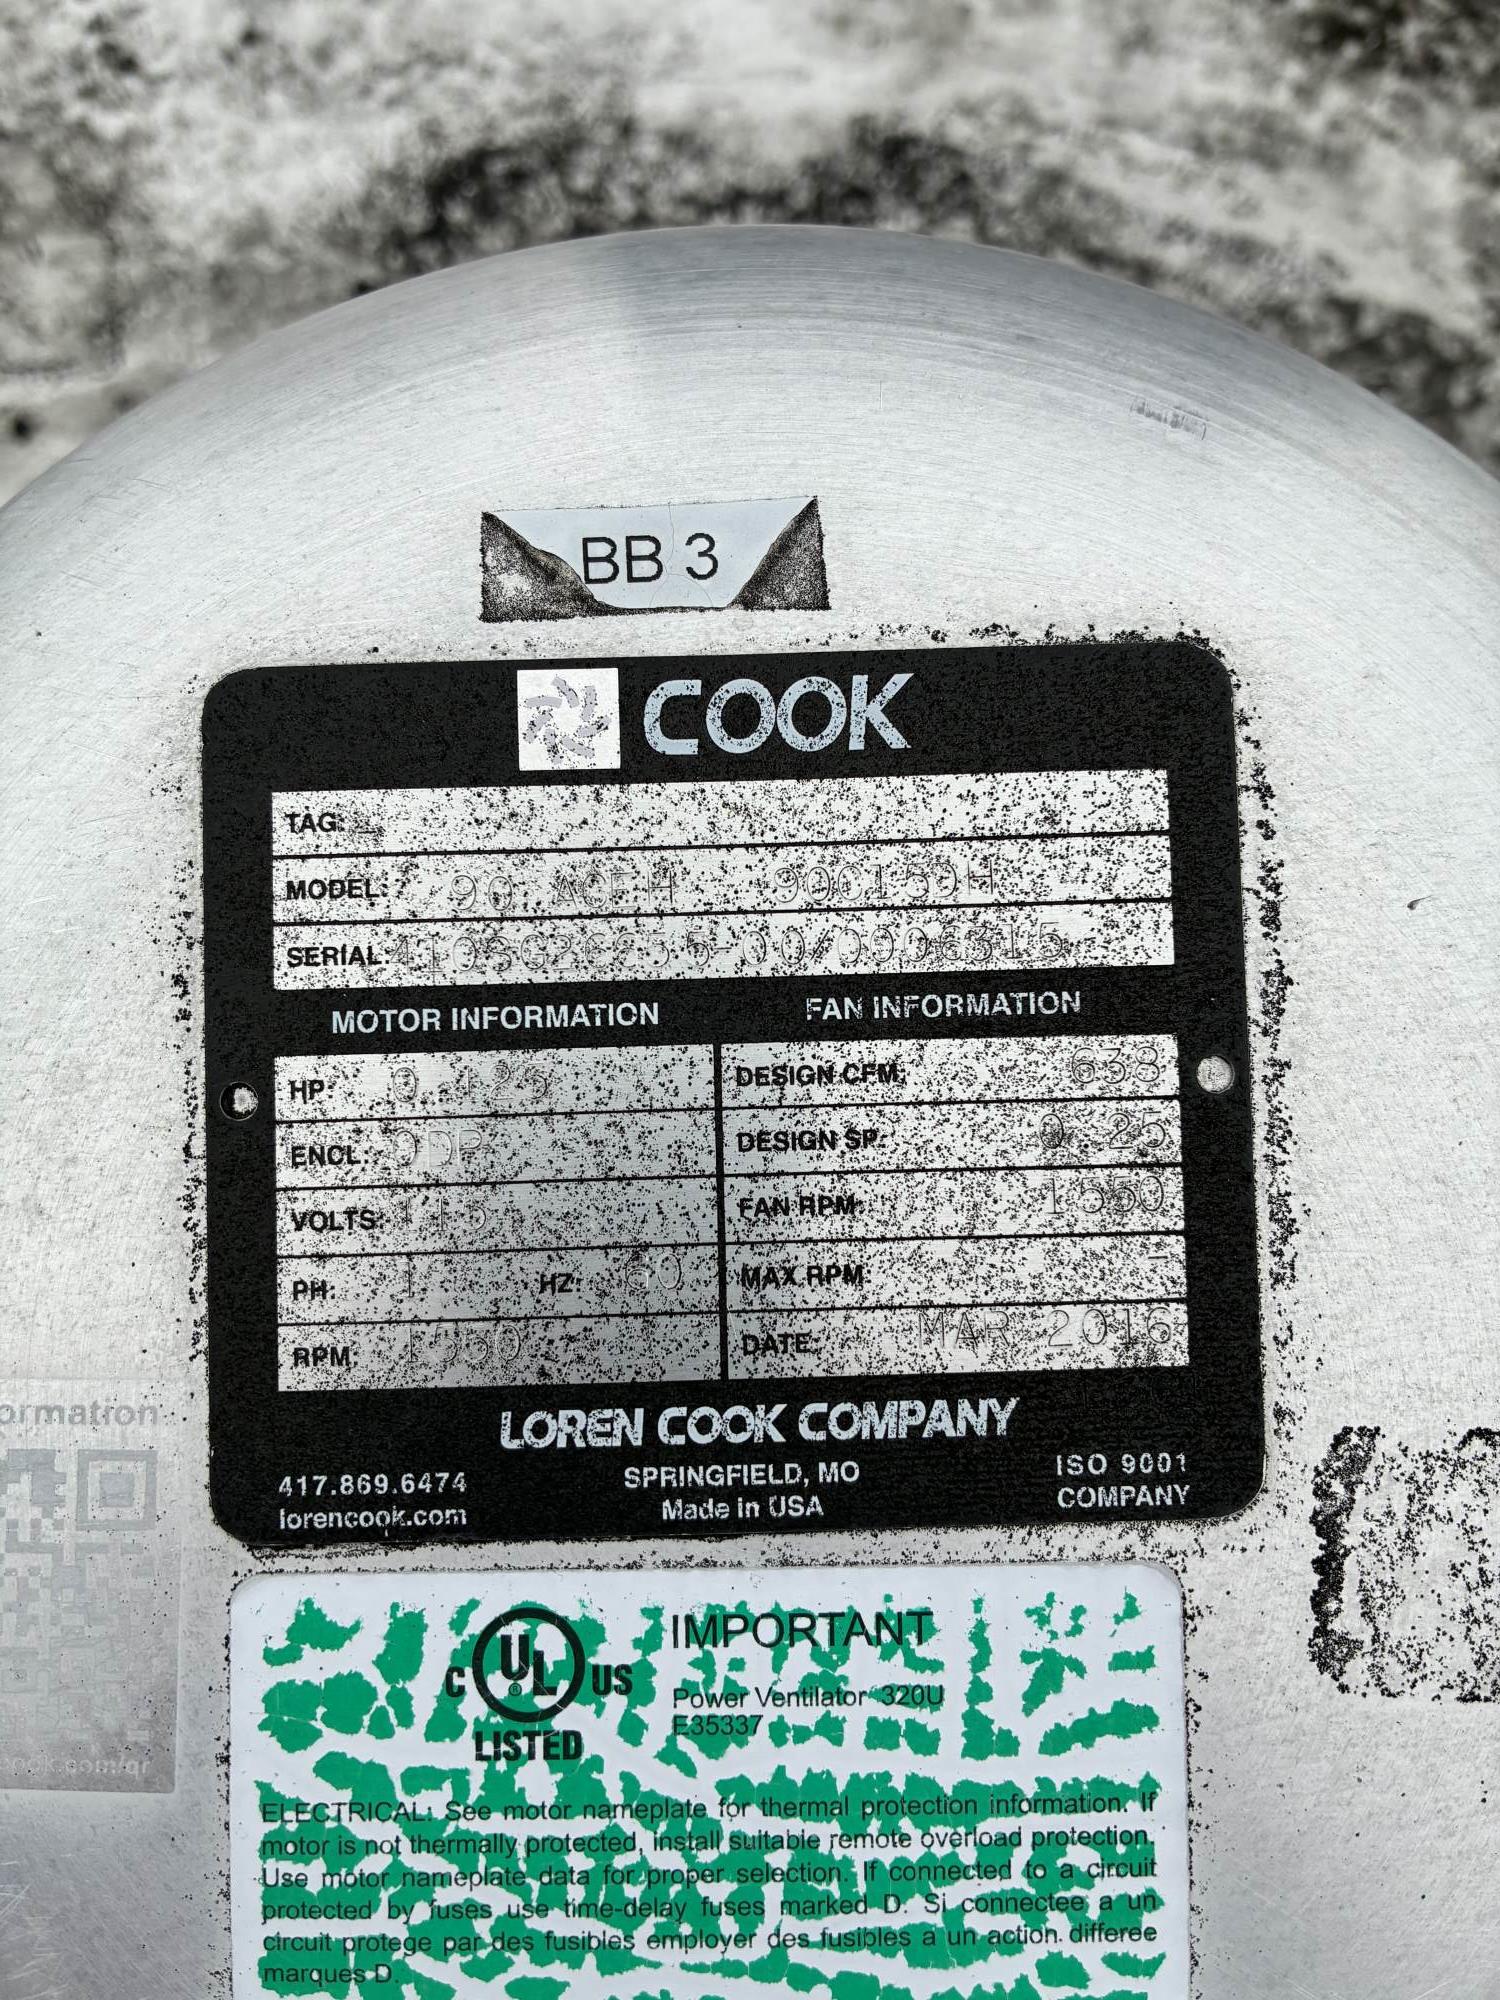 BB 3
COOK
TAG:
MODEL: 90 ACEH 90C15DH
SERIAL:
MOTOR INFORMATION
FAN INFORMATION
HP: 0.125
DESIGN CFM: 638
ENCL: ODP
DESIGN SP: 0.25
VOLTS: 115
FAN RPM: 1550
PH: 1 HZ: 60
MAX RPM: -
RPM: 1550
DATE: MAR 2016
LOREN COOK COMPANY
417.869.6474
lorencook.com
SPRINGFIELD, MO
Made in USA
ISO 9001
COMPANY
C UL US
LISTED
IMPORTANT
Power Ventilator 320U
E35337
ELECTRICAL: See motor nameplate for thermal protection information. If
motor is not thermally protected, install suitable remote overload protection.
Use motor nameplate data for proper selection. If connected to a circuit
protected by fuses use time-delay fuses marked D. Si connectee a un
circuit protege par des fusibles employer des fusibles a un action differee
marques D.